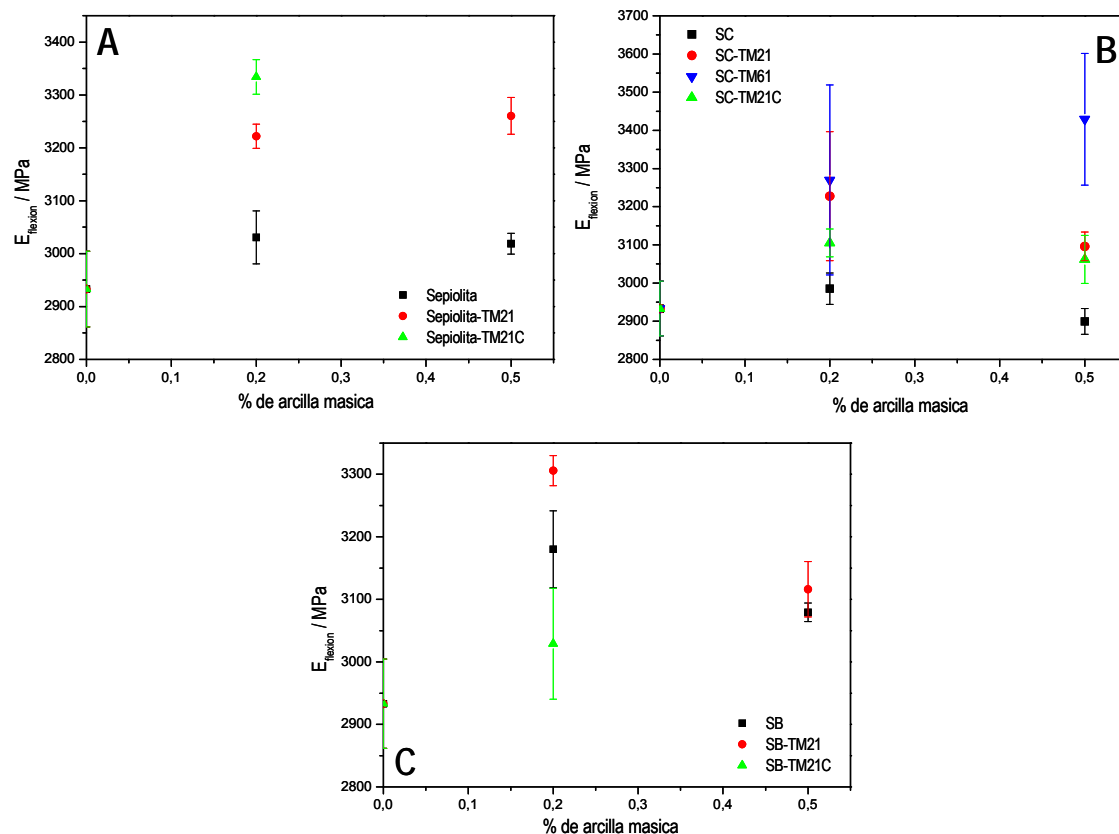 A
3400
3300
3200
3100
3000
2900
2800
E flexion / MPa
0,0 0,1 0,2 0,3 0,4 0,5
% de arcilla masica
Sepiolita
Sepiolita-TM21
Sepiolita-TM21C
B
3700
3600
3500
3400
3300
3200
3100
3000
2900
2800
E flexion / MPa
0,0 0,1 0,2 0,3 0,4 0,5
% de arcilla masica
SC
SC-TM21
SC-TM61
SC-TM21C
C
3300
3200
3100
3000
2900
2800
E flexion / MPa
0,0 0,1 0,2 0,3 0,4 0,5
% de arcilla masica
SB
SB-TM21
SB-TM21C